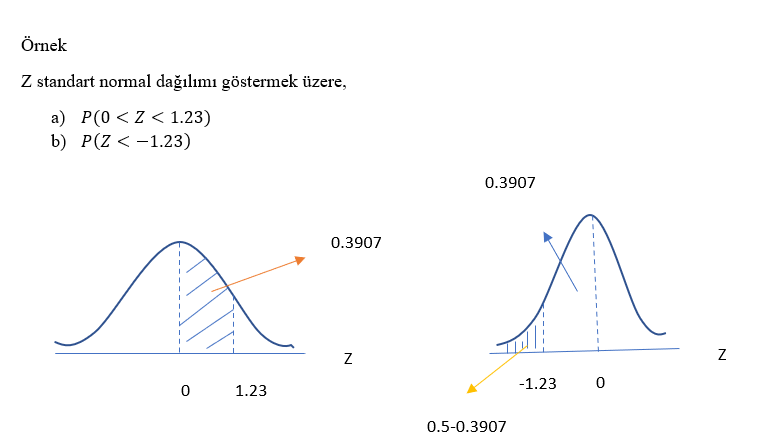 Örnek
Z standart normal dağılımı göstermek üzere,
a) P(0 < Z < 1.23)
b) P(Z < −1.23)
0.3907
Z
0 1.23
0.3907
Z
-1.23 0
0.5-0.3907